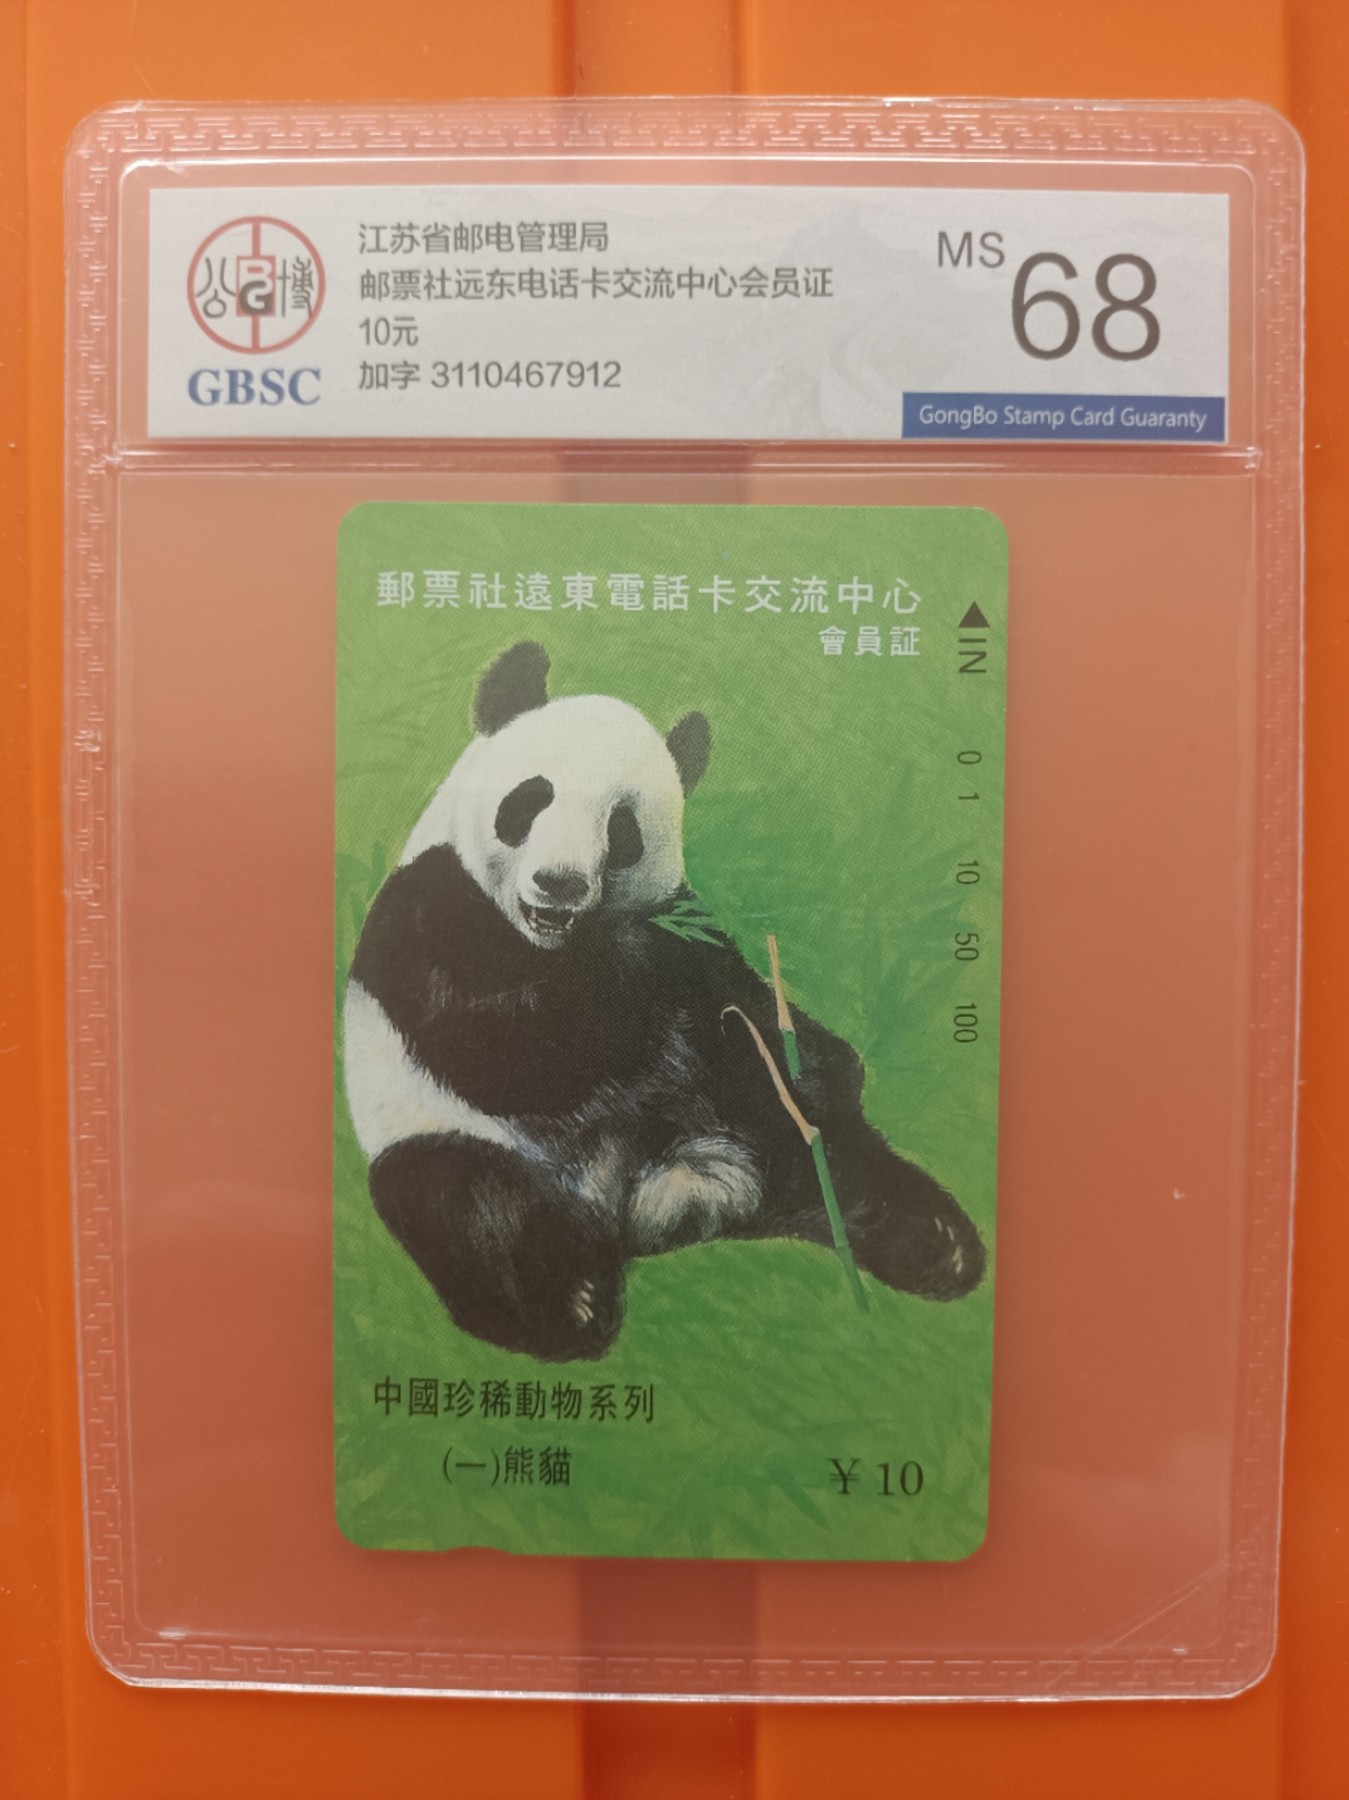 公 BG 博
GBSC
江苏省邮电管理局
邮票社远东电话卡交流中心会员证
10元
加字 3110467912
MS 68
GongBo Stamp Card Guaranty
郵票社遠東電話卡交流中心
會員証
◀IN
0 1 10 50 100
中國珍稀動物系列
(一)熊貓
¥10